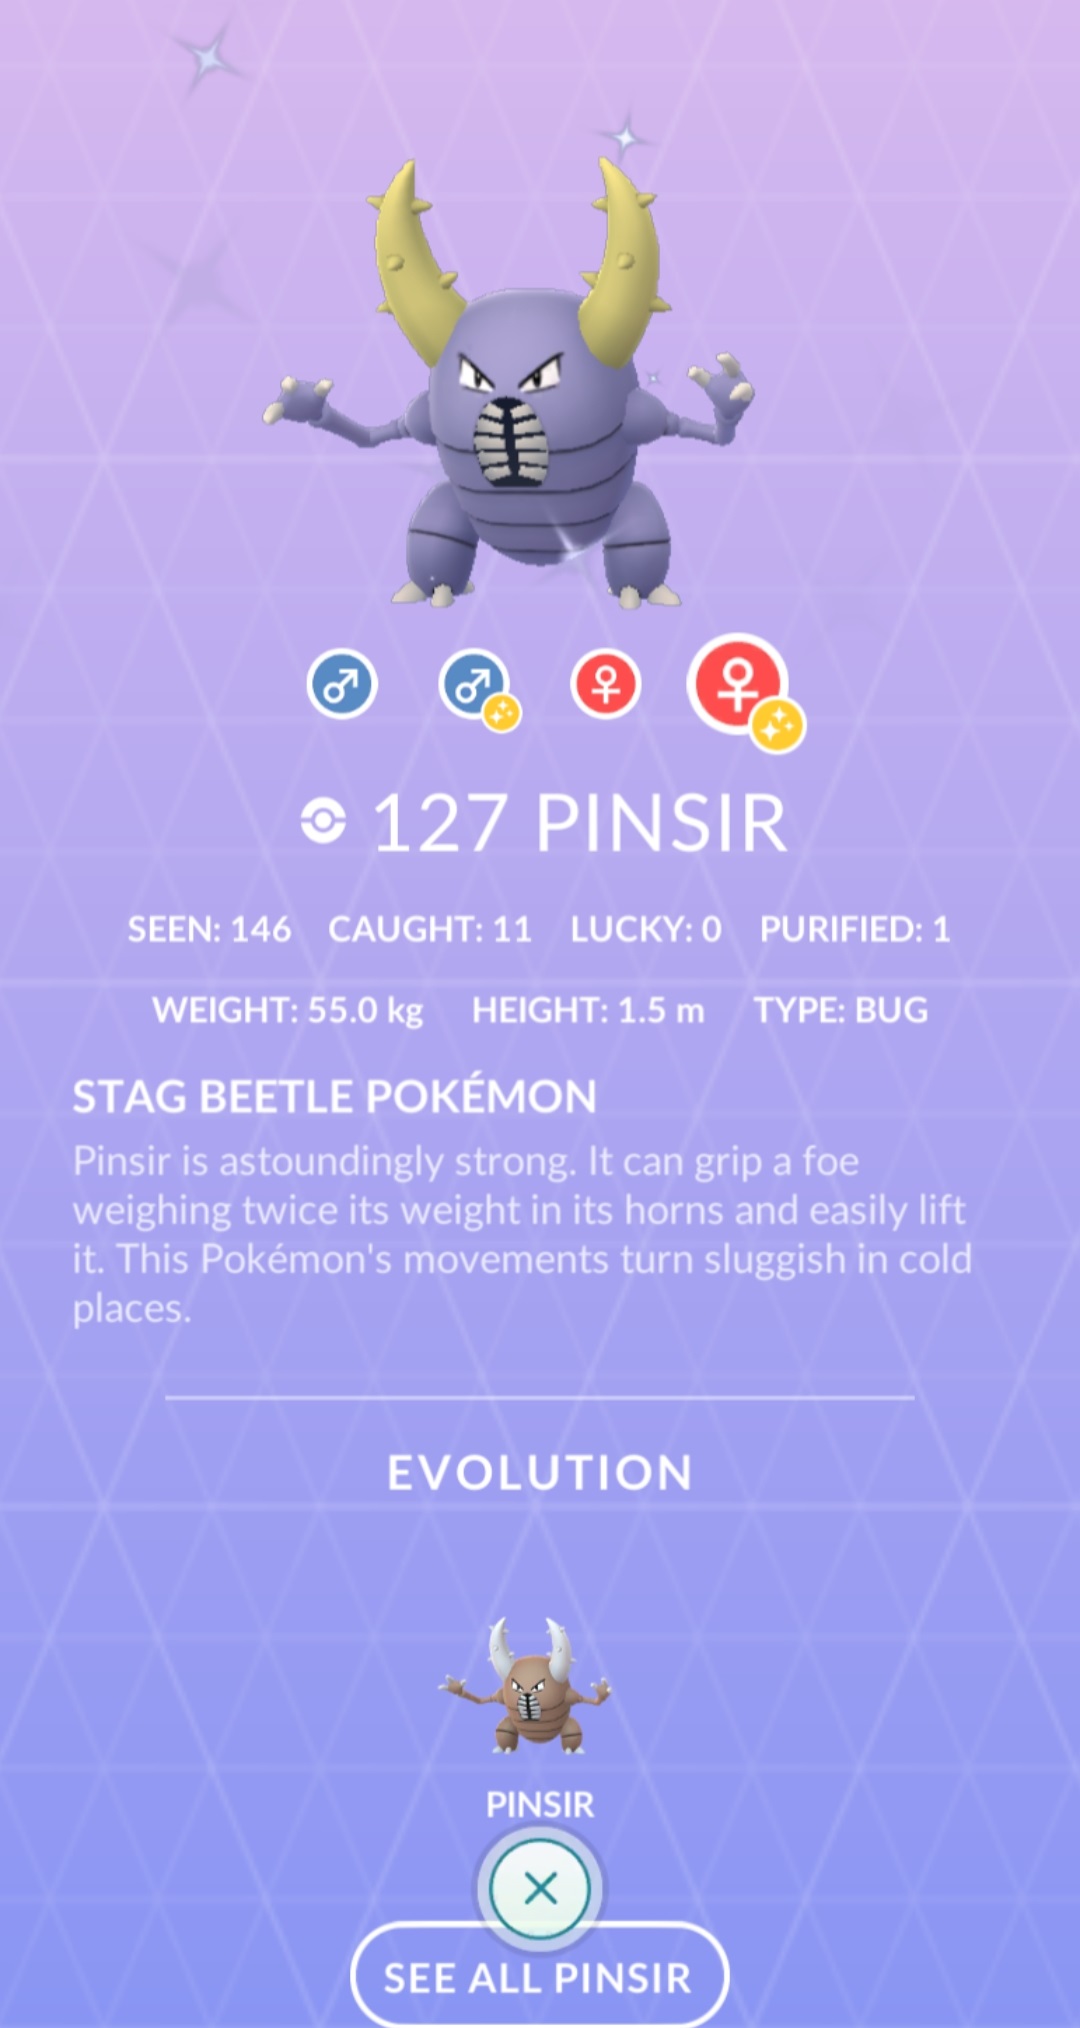 127 PINSIR
SEEN: 146 CAUGHT: 11 LUCKY: 0 PURIFIED: 1
WEIGHT: 55.0 kg HEIGHT: 1.5 m TYPE: BUG
STAG BEETLE POKÉMON
Pinsir is astoundingly strong. It can grip a foe
weighing twice its weight in its horns and easily lift
it. This Pokémon's movements turn sluggish in cold
places.
EVOLUTION
PINSIR
SEE ALL PINSIR